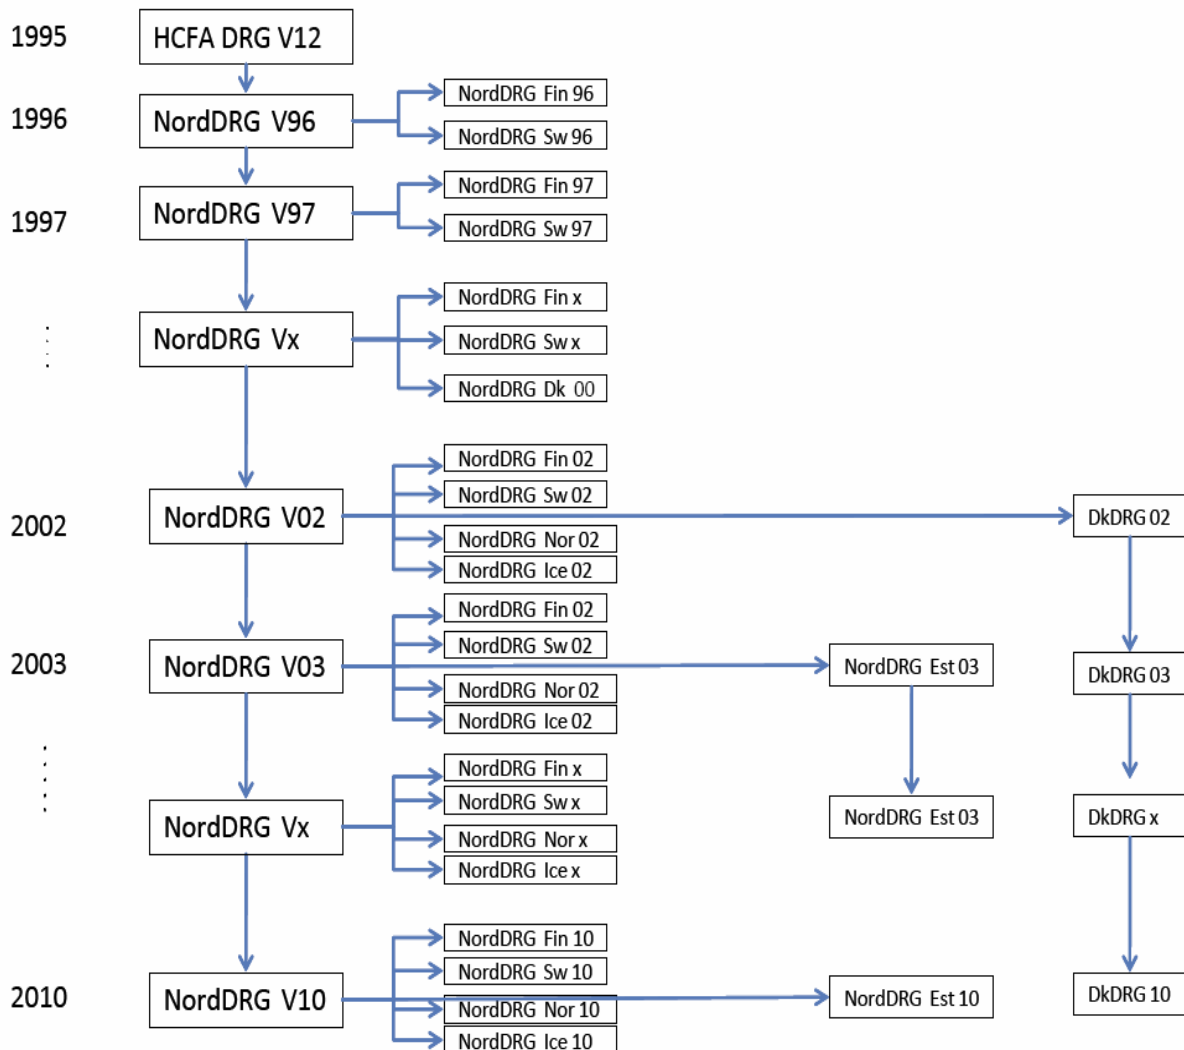 1995
HCFA DRG V12
1996
NordDRG V96
NordDRG Fin 96
NordDRG Sw 96
1997
NordDRG V97
NordDRG Fin 97
NordDRG Sw 97
NordDRG Vx
NordDRG Fin x
NordDRG Sw x
NordDRG Dk 00
2002
NordDRG V02
NordDRG Fin 02
NordDRG Sw 02
NordDRG Nor 02
NordDRG Ice 02
DkDRG 02
2003
NordDRG V03
NordDRG Fin 02
NordDRG Sw 02
NordDRG Nor 02
NordDRG Ice 02
NordDRG Est 03
DkDRG 03
NordDRG Vx
NordDRG Fin x
NordDRG Sw x
NordDRG Nor x
NordDRG Ice x
NordDRG Est 03
DkDRG x
2010
NordDRG V10
NordDRG Fin 10
NordDRG Sw 10
NordDRG Nor 10
NordDRG Ice 10
NordDRG Est 10
DkDRG 10